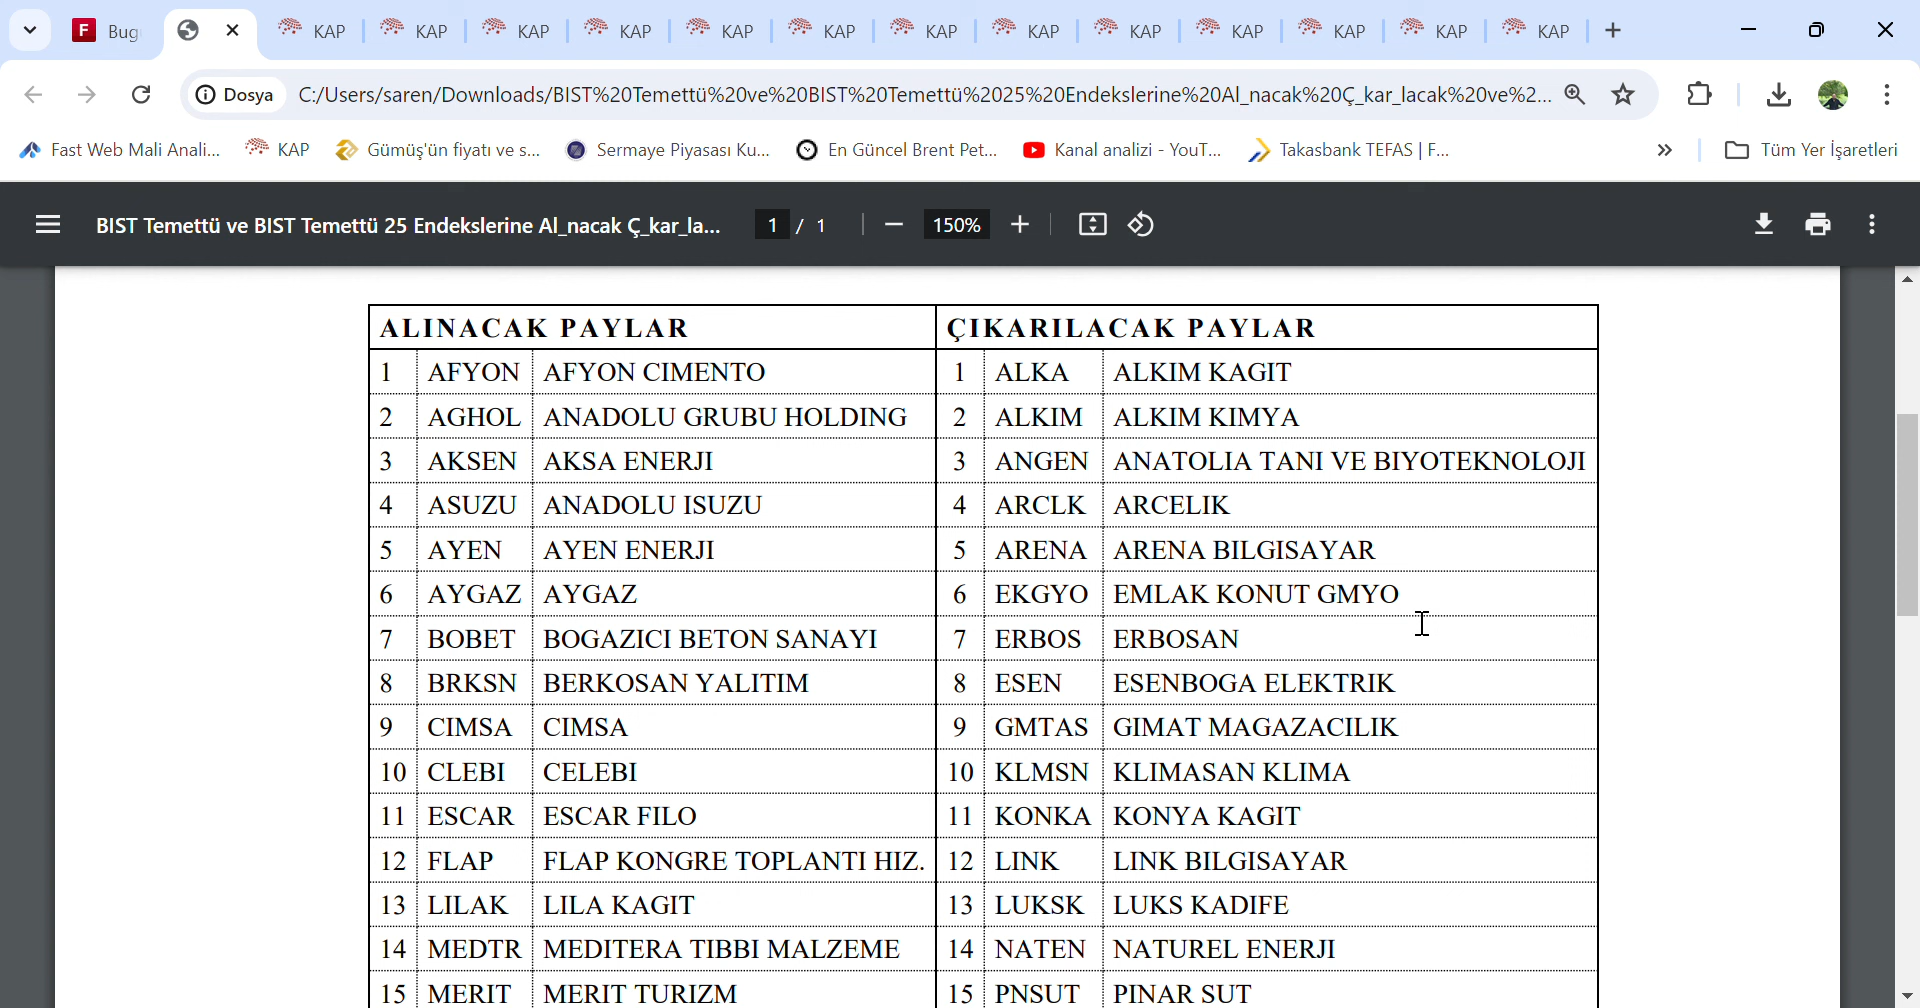 Bug
KAP
KAP
KAP
KAP
KAP
KAP
KAP
KAP
KAP
KAP
KAP
KAP
KAP
Dosya
C:/Users/saren/Downloads/BIST%20Temettü%20ve%20BIST%20Temettü%2025%20Endekslerine%20Al_nacak%20Ç_kar_lacak%20ve%2...
Fast Web Mali Anali...
KAP
Gümüş'ün fiyatı ve s...
Sermaye Piyasası Ku...
En Güncel Brent Pet...
Kanal analizi - YouT...
Takasbank TEFAS | F...
»
Tüm Yer İşaretleri
BIST Temettü ve BIST Temettü 25 Endekslerine Al_nacak Ç_kar_la...
1 / 1
150%
ALINACAK PAYLAR ÇIKARILACAK PAYLAR
1 AFYON AFYON CIMENTO 1 ALKA ALKIM KAGIT
2 AGHOL ANADOLU GRUBU HOLDING 2 ALKIM ALKIM KIMYA
3 AKSEN AKSA ENERJI 3 ANGEN ANATOLIA TANI VE BIYOTEKNOLOJI
4 ASUZU ANADOLU ISUZU 4 ARCLK ARCELIK
5 AYEN AYEN ENERJI 5 ARENA ARENA BILGISAYAR
6 AYGAZ AYGAZ 6 EKGYO EMLAK KONUT GMYO
7 BOBET BOGAZICI BETON SANAYI 7 ERBOS ERBOSAN
8 BRKSN BERKOSAN YALITIM 8 ESEN ESENBOGA ELEKTRIK
9 CIMSA CIMSA 9 GMTAS GIMAT MAGAZACILIK
10 CLEBI CELEBI 10 KLMSN KLIMASAN KLIMA
11 ESCAR ESCAR FILO 11 KONKA KONYA KAGIT
12 FLAP FLAP KONGRE TOPLANTI HIZ. 12 LINK LINK BILGISAYAR
13 LILAK LILA KAGIT 13 LUKSK LUKS KADIFE
14 MEDTR MEDITERA TIBBI MALZEME 14 NATEN NATUREL ENERJI
15 MERIT MERIT TURIZM 15 PNSUT PINAR SUT